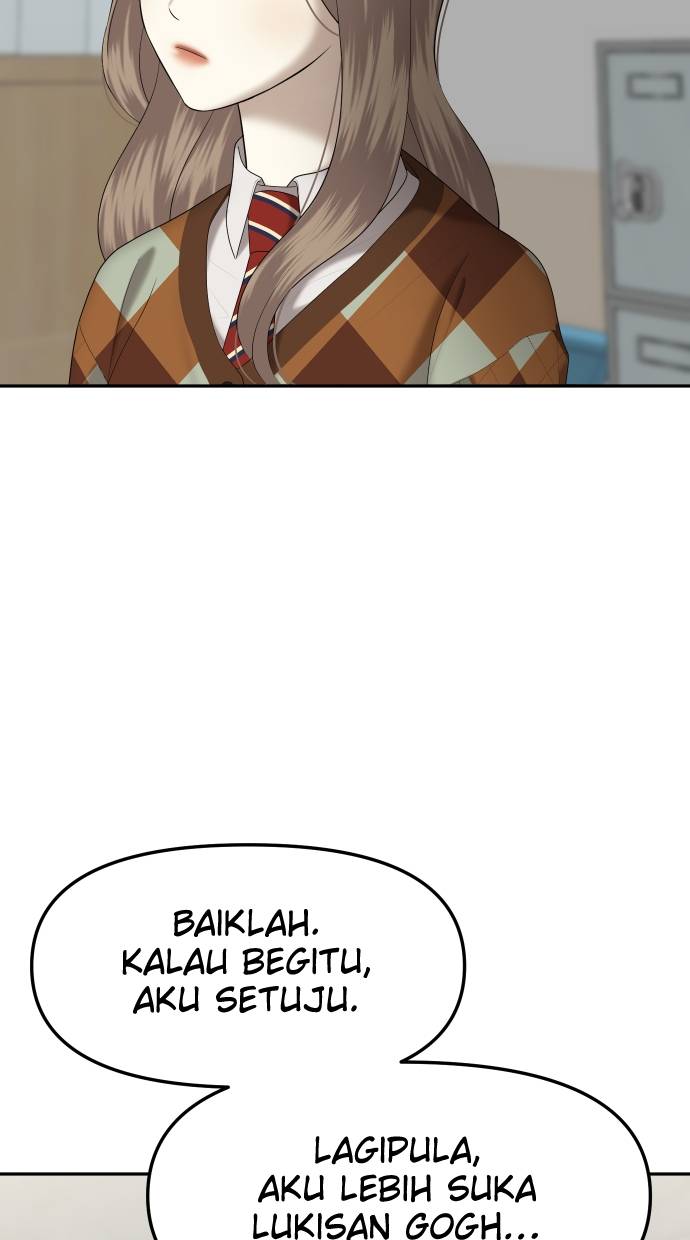 BAIKLAH.
KALAU BEGITU,
AKU SETUJU.
LAGIPULA,
AKU LEBIH SUKA
LUKISAN GOGH...